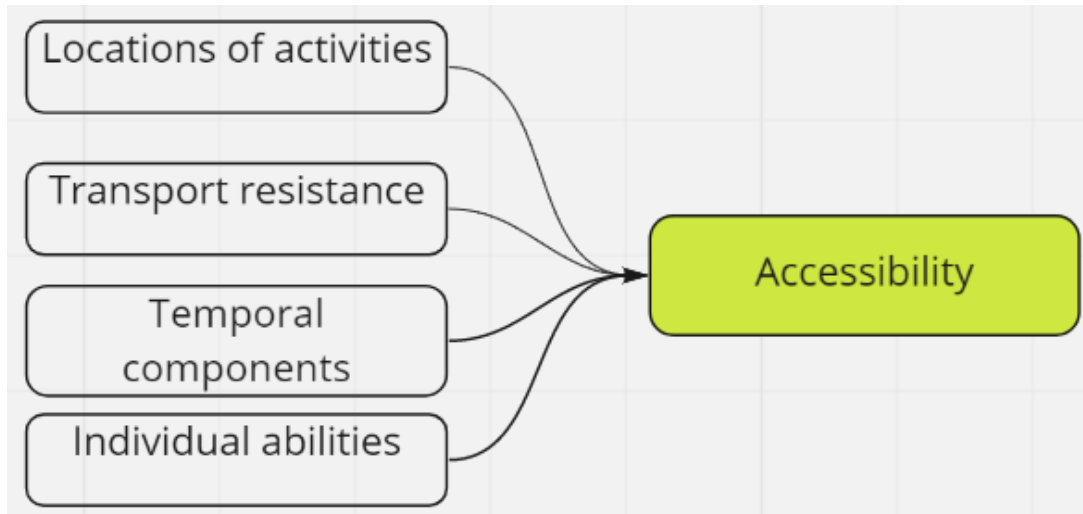 Locations of activities
Transport resistance
Temporal
components
Individual abilities
Accessibility